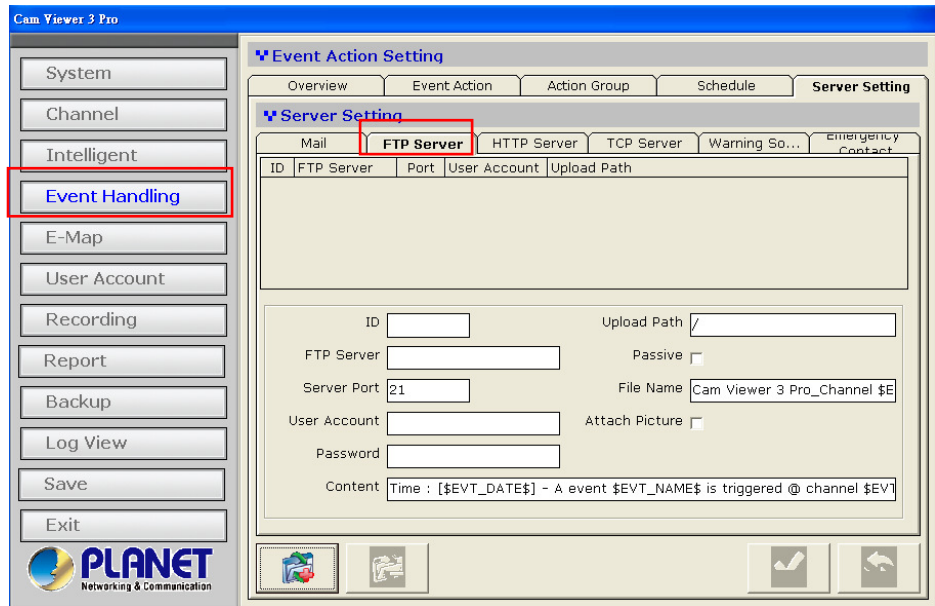 Cam Viewer 3 Pro
System
Channel
Intelligent
Event Handling
E-Map
User Account
Recording
Report
Backup
Log View
Save
Exit
PLANET
Networking & Communication
Event Action Setting
Overview Event Action Action Group Schedule Server Setting
Server Setting
Mail FTP Server HTTP Server TCP Server Warning So... Emergency Contact
ID FTP Server Port User Account Upload Path
ID Upload Path /
FTP Server Passive
Server Port 21 File Name Cam Viewer 3 Pro_Channel $E
User Account Attach Picture
Password
Content Time : [$EVT_DATE$] - A event $EVT_NAME$ is triggered @ channel $EVT